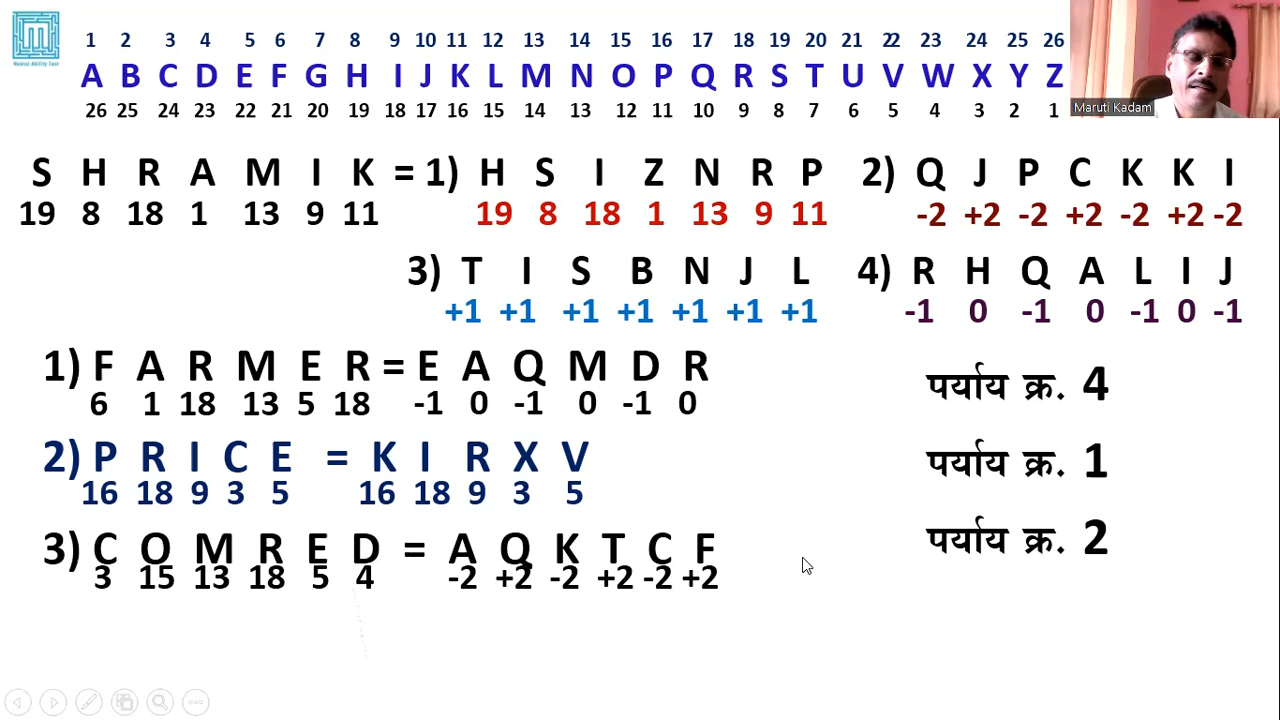 1 2 3 4 5 6 7 8 9 10 11 12 13 14 15 16 17 18 19 20 21 22 23 24 25 26
A B C D E F G H I J K L M N O P Q R S T U V W X Y Z
26 25 24 23 22 21 20 19 18 17 16 15 14 13 12 11 10 9 8 7 6 5 4 3 2 1
Maruti Kadam
S H R A M I K = 1) H S I Z N R P 2) Q J P C K K I
19 8 18 1 13 9 11 19 8 18 1 13 9 11 -2 +2 -2 +2 -2 +2 -2
3) T I S B N J L 4) R H Q A L I J
+1 +1 +1 +1 +1 +1 +1 -1 0 -1 0 -1 0 -1
1) F A R M E R = E A Q M D R पर्याय क्र. 4
6 1 18 13 5 18 -1 0 -1 0 -1 0
2) P R I C E = K I R X V पर्याय क्र. 1
16 18 9 3 5 16 18 9 3 5
3) C O M R E D = A Q K T C F पर्याय क्र. 2
3 15 13 18 5 4 -2 +2 -2 +2 -2 +2